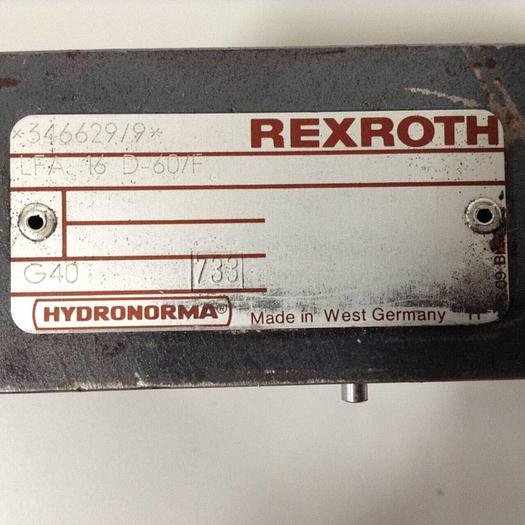 *346629/9* REXROTH
LFA 16 D-60/F
G40 733
HYDRONORMA® Made in West Germany